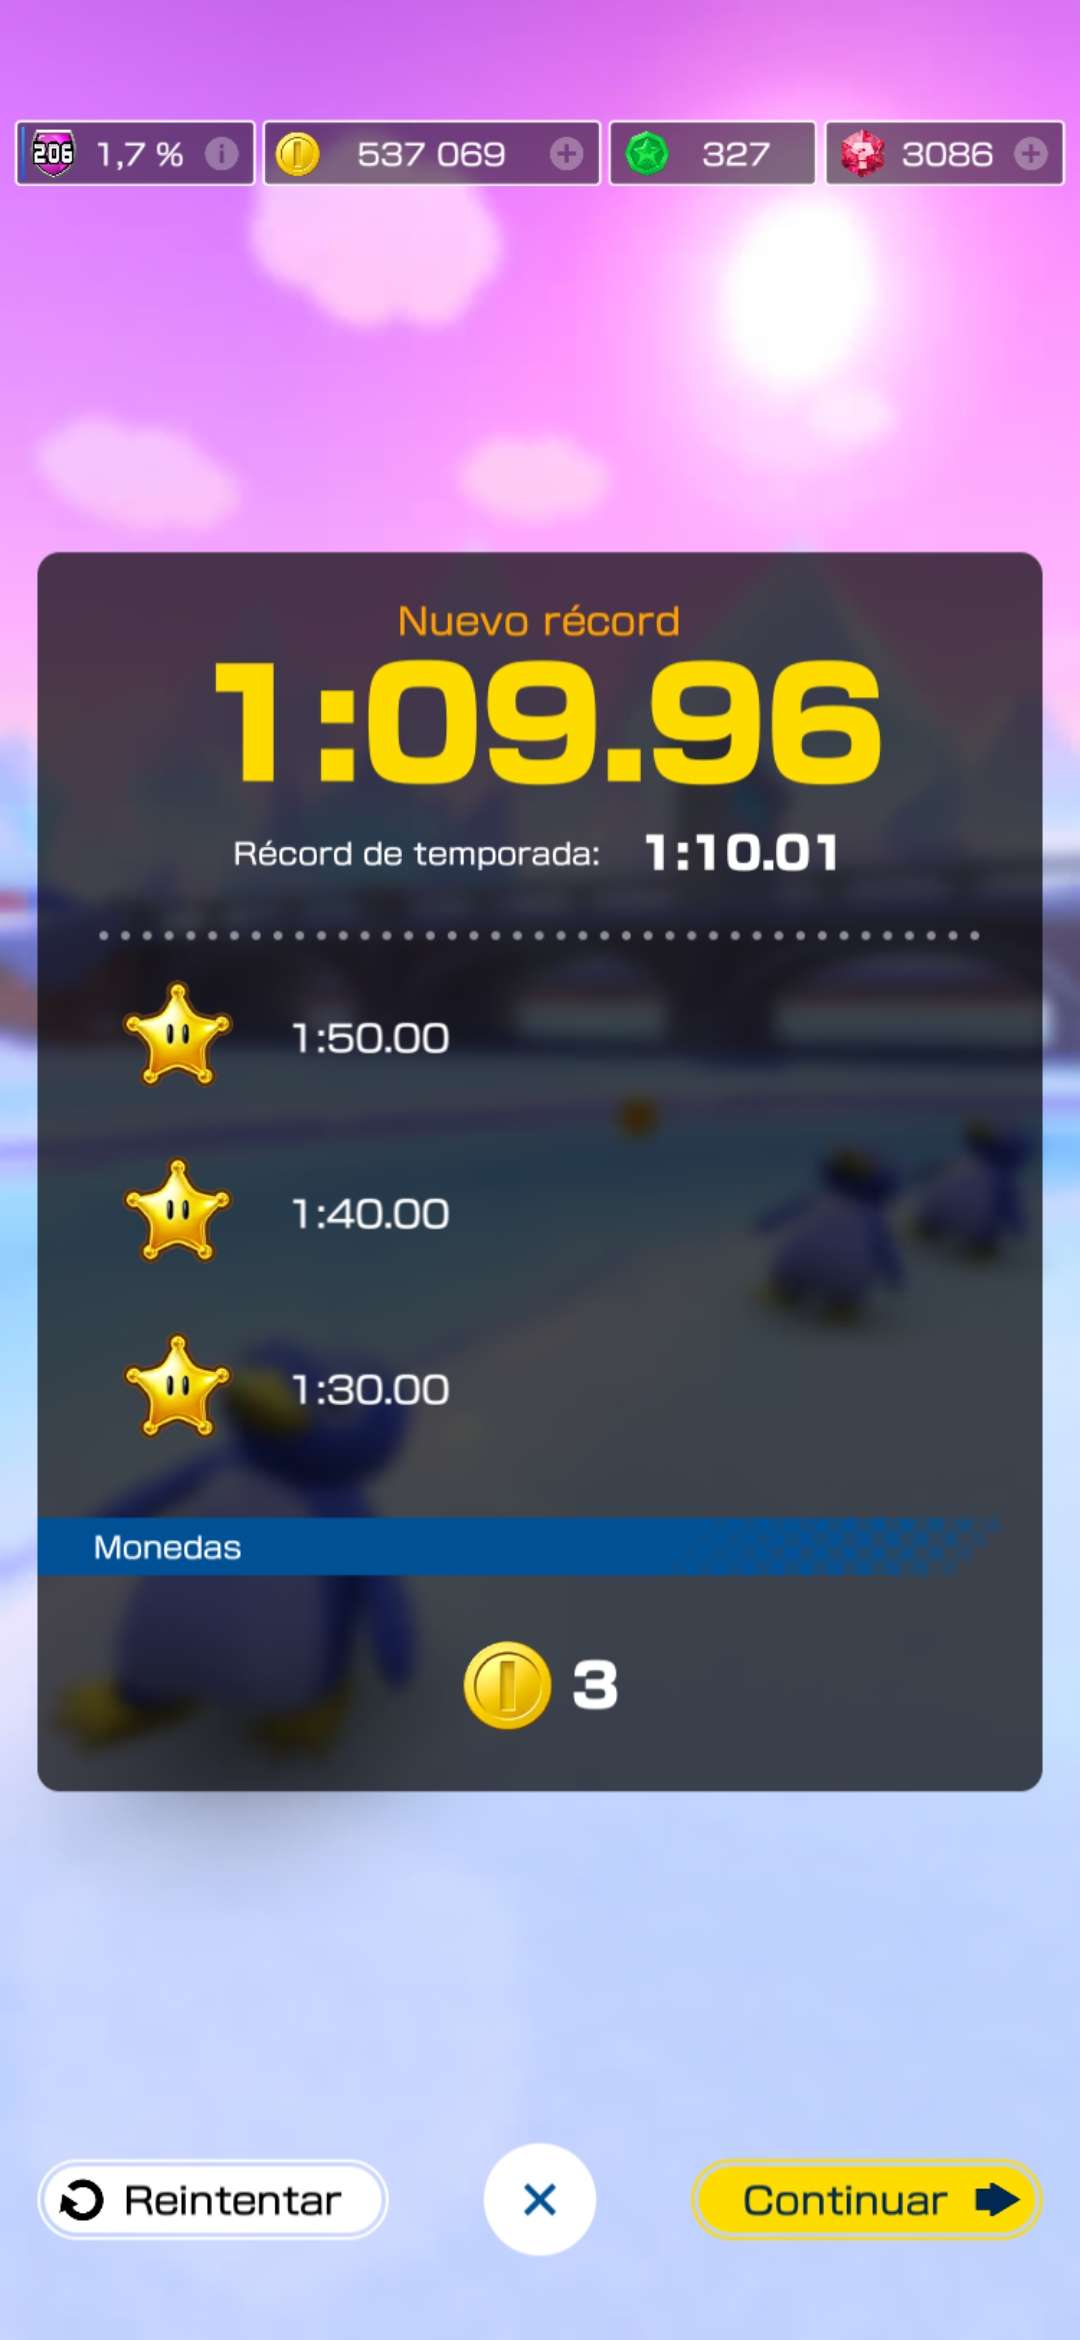 206 1,7 % i 537 069 + 327 3086 +
Nuevo récord
1:09.96
Récord de temporada: 1:10.01
1:50.00
1:40.00
1:30.00
Monedas
3
Reintentar × Continuar